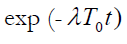 exp (-λT₀t)